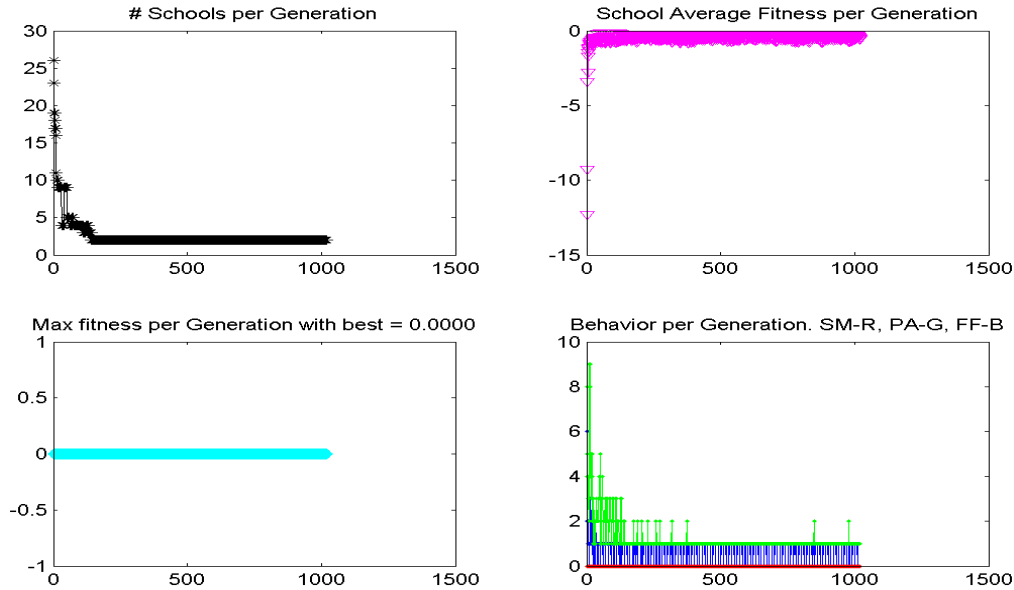 # Schools per Generation
30
25
20
15
10
5
0
0 500 1000 1500
School Average Fitness per Generation
0
-5
-10
-15
0 500 1000 1500
Max fitness per Generation with best = 0.0000
1
0.5
0
-0.5
-1
0 500 1000 1500
Behavior per Generation. SM-R, PA-G, FF-B
10
8
6
4
2
0
0 500 1000 1500